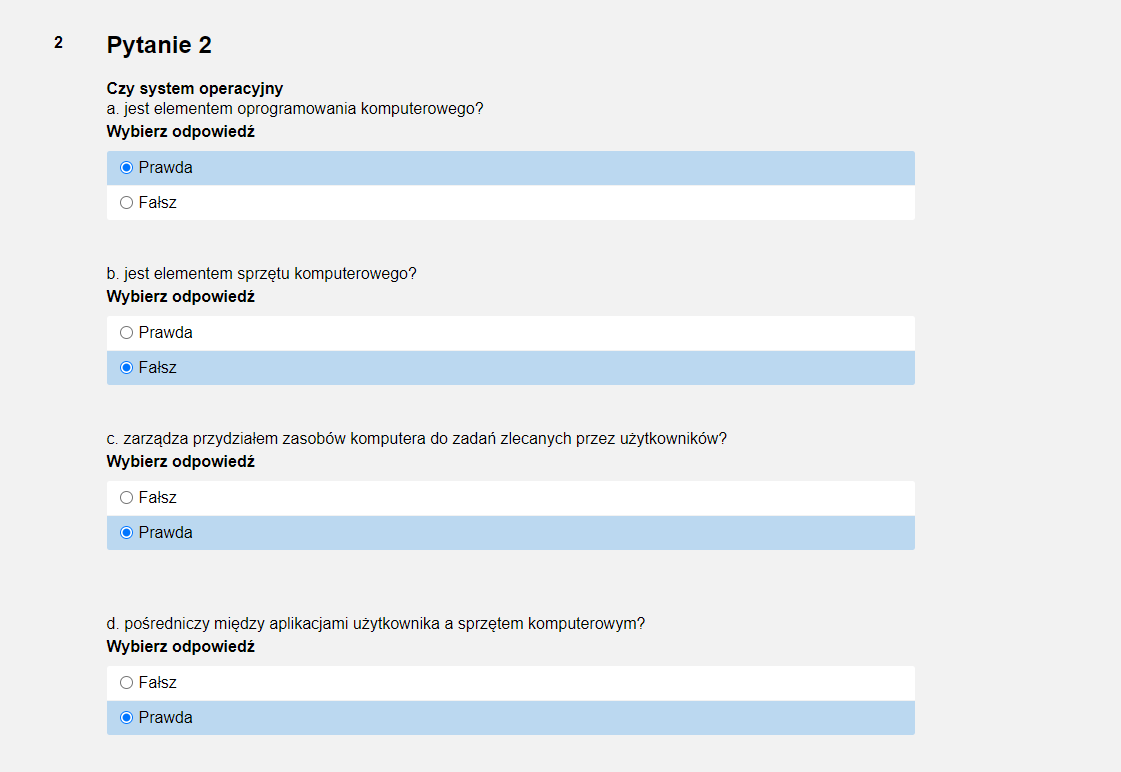 2
Pytanie 2
Czy system operacyjny
a. jest elementem oprogramowania komputerowego?
Wybierz odpowiedź
Prawda
Fałsz
b. jest elementem sprzętu komputerowego?
Wybierz odpowiedź
Prawda
Fałsz
c. zarządza przydziałem zasobów komputera do zadań zlecanych przez użytkowników?
Wybierz odpowiedź
Fałsz
Prawda
d. pośredniczy między aplikacjami użytkownika a sprzętem komputerowym?
Wybierz odpowiedź
Fałsz
Prawda